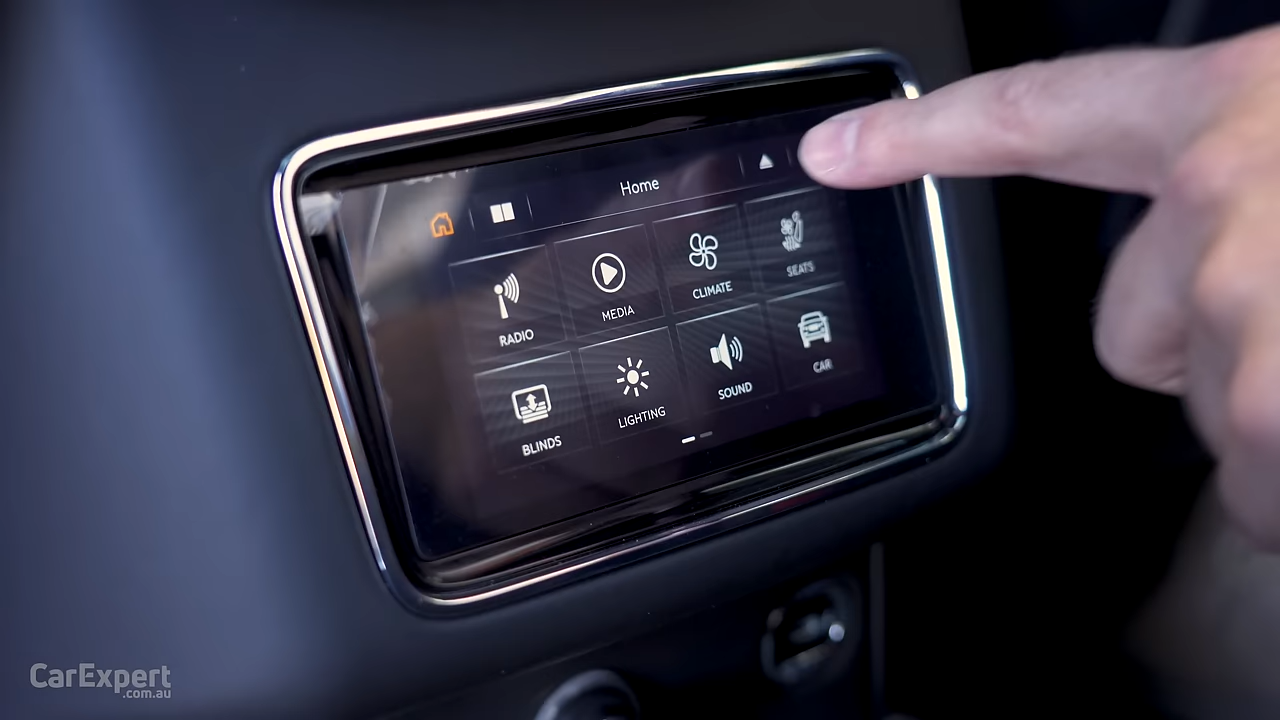 Home
RADIO
MEDIA
CLIMATE
SEATS
BLINDS
LIGHTING
SOUND
CAR
CarExpert
.com.au